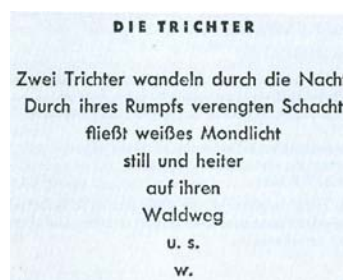 DIE TRICHTER
Zwei Trichter wandeln durch die Nacht
Durch ihres Rumpfs verengten Schacht
fließt weißes Mondlicht
still und heiter
auf ihren
Waldweg
u. s.
w.